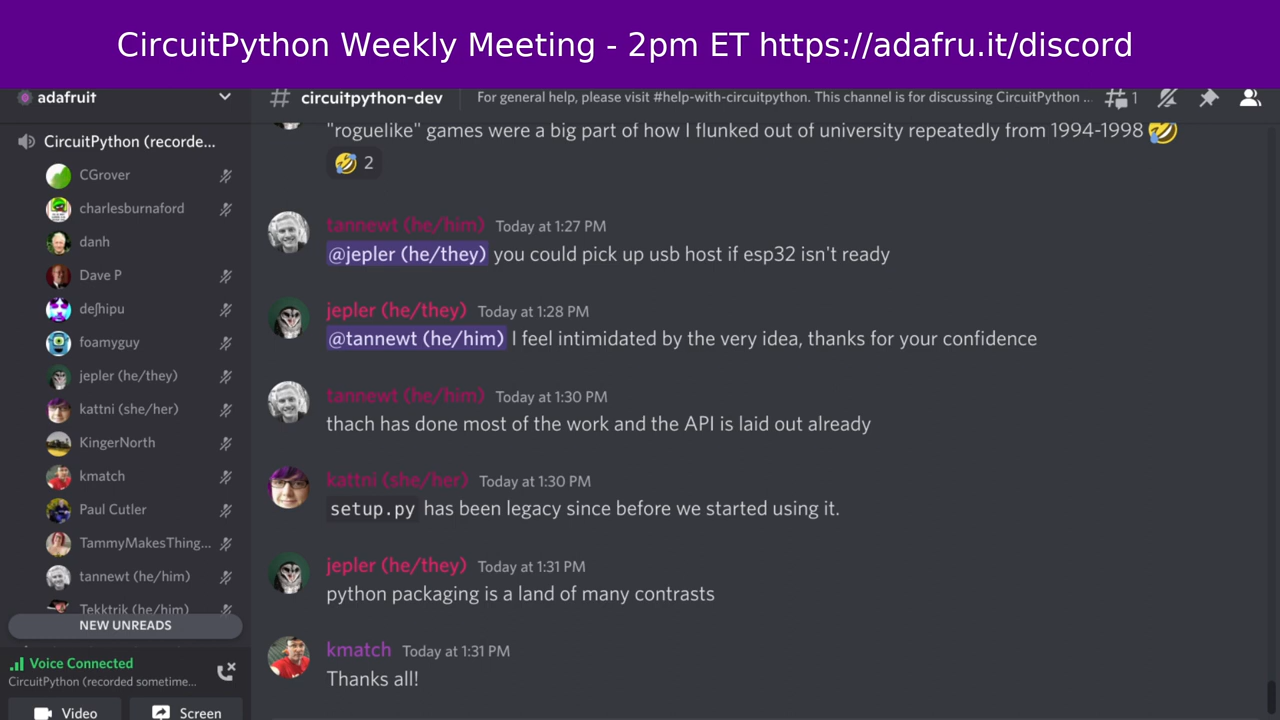 CircuitPython Weekly Meeting - 2pm ET https://adafru.it/discord
adafruit
CircuitPython (recorde...
CGrover
charlesburnaford
danh
Dave P
deʃhipu
foamyguy
jepler (he/they)
kattni (she/her)
KingerNorth
kmatch
Paul Cutler
TammyMakesThing...
tannewt (he/him)
Tekktrik (he/him)
NEW UNREADS
Voice Connected
CircuitPython (recorded sometime...
Video
Screen
# circuitpython-dev
For general help, please visit #help-with-circuitpython. This channel is for discussing CircuitPython ...
1
"roguelike" games were a big part of how I flunked out of university repeatedly from 1994-1998 🤣
🤣 2
tannewt (he/him) Today at 1:27 PM
@jepler (he/they) you could pick up usb host if esp32 isn't ready
jepler (he/they) Today at 1:28 PM
@tannewt (he/him) I feel intimidated by the very idea, thanks for your confidence
tannewt (he/him) Today at 1:30 PM
thach has done most of the work and the API is laid out already
kattni (she/her) Today at 1:30 PM
setup.py has been legacy since before we started using it.
jepler (he/they) Today at 1:31 PM
python packaging is a land of many contrasts
kmatch Today at 1:31 PM
Thanks all!